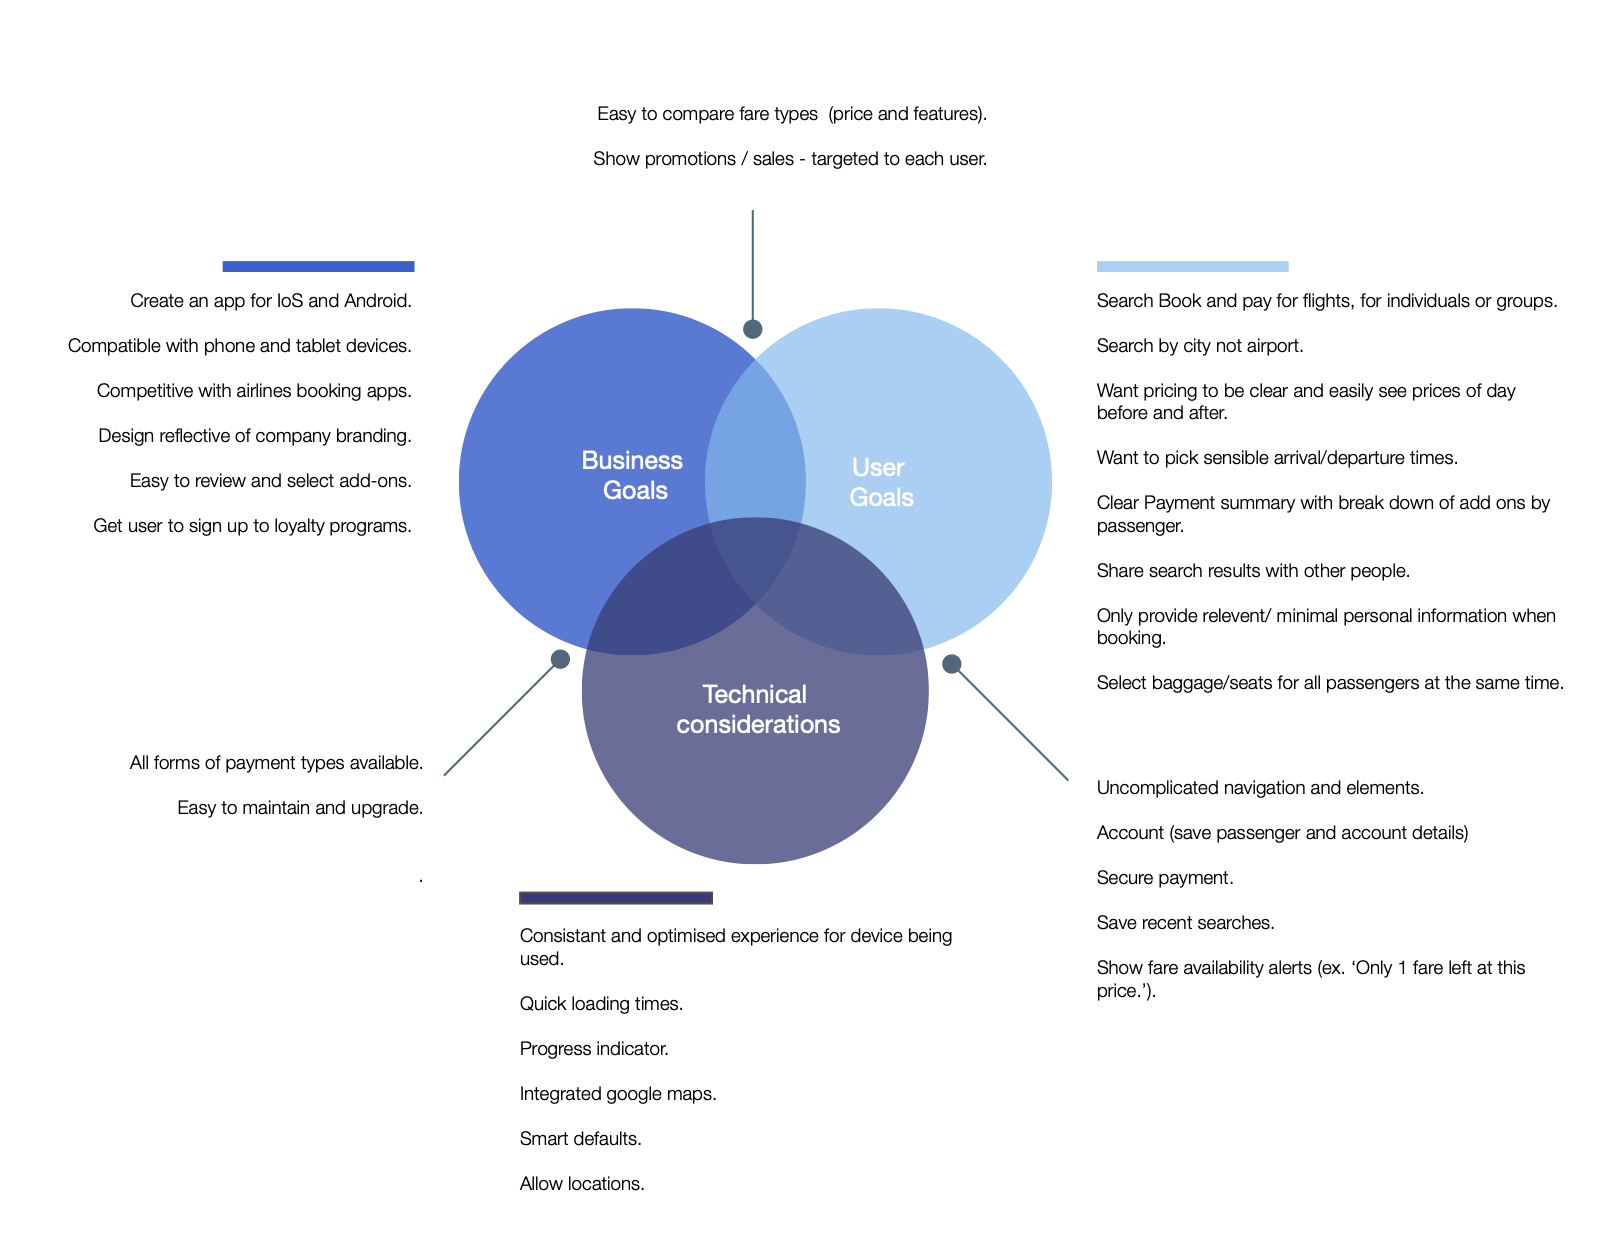 Easy to compare fare types  (price and features).
Show promotions / sales - targeted to each user.
Create an app for IoS and Android.
Compatible with phone and tablet devices.
Competitive with airlines booking apps.
Design reflective of company branding.
Easy to review and select add-ons.
Get user to sign up to loyalty programs.
Business
Goals
User
Goals
Technical
considerations
Search Book and pay for flights, for individuals or groups.
Search by city not airport.
Want pricing to be clear and easily see prices of day
before and after.
Want to pick sensible arrival/departure times.
Clear Payment summary with break down of add ons by
passenger.
Share search results with other people.
Only provide relevent/ minimal personal information when
booking.
Select baggage/seats for all passengers at the same time.
All forms of payment types available.
Easy to maintain and upgrade.
.
Uncomplicated navigation and elements.
Account (save passenger and account details)
Secure payment.
Save recent searches.
Show fare availability alerts (ex. ‘Only 1 fare left at this
price.’).
Consistant and optimised experience for device being
used.
Quick loading times.
Progress indicator.
Integrated google maps.
Smart defaults.
Allow locations.